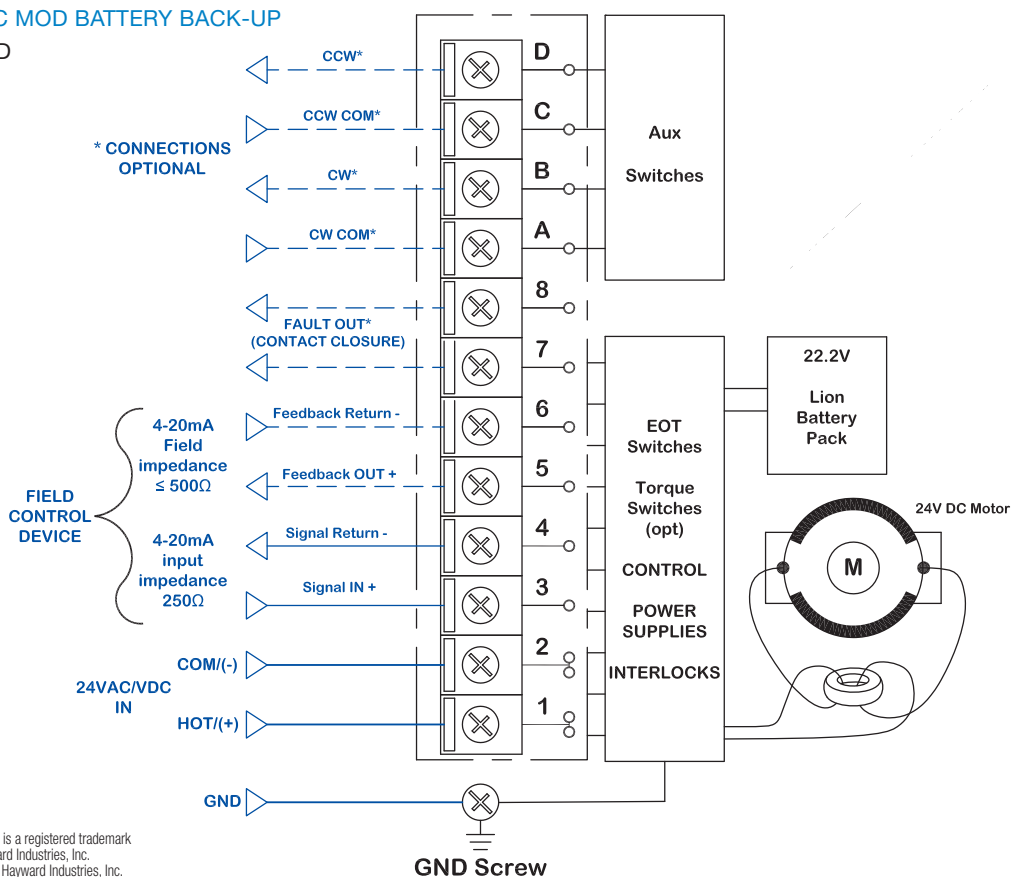 C MOD BATTERY BACK-UP
D
CCW*
D
CCW COM*
C
* CONNECTIONS
OPTIONAL
CW*
B
CW COM*
A
Aux
Switches
8
FAULT OUT*
(CONTACT CLOSURE)
7
Feedback Return -
6
Feedback OUT +
5
Signal Return -
4
Signal IN +
3
4-20mA
Field
impedance
≤ 500Ω
FIELD
CONTROL
DEVICE
4-20mA
input
impedance
250Ω
COM/(-)
2
24VAC/VDC
IN
HOT/(+)
1
EOT
Switches
Torque
Switches
(opt)
CONTROL
POWER
SUPPLIES
INTERLOCKS
22.2V
Lion
Battery
Pack
24V DC Motor
M
GND
GND Screw
is a registered trademark
ard Industries, Inc.
Hayward Industries, Inc.